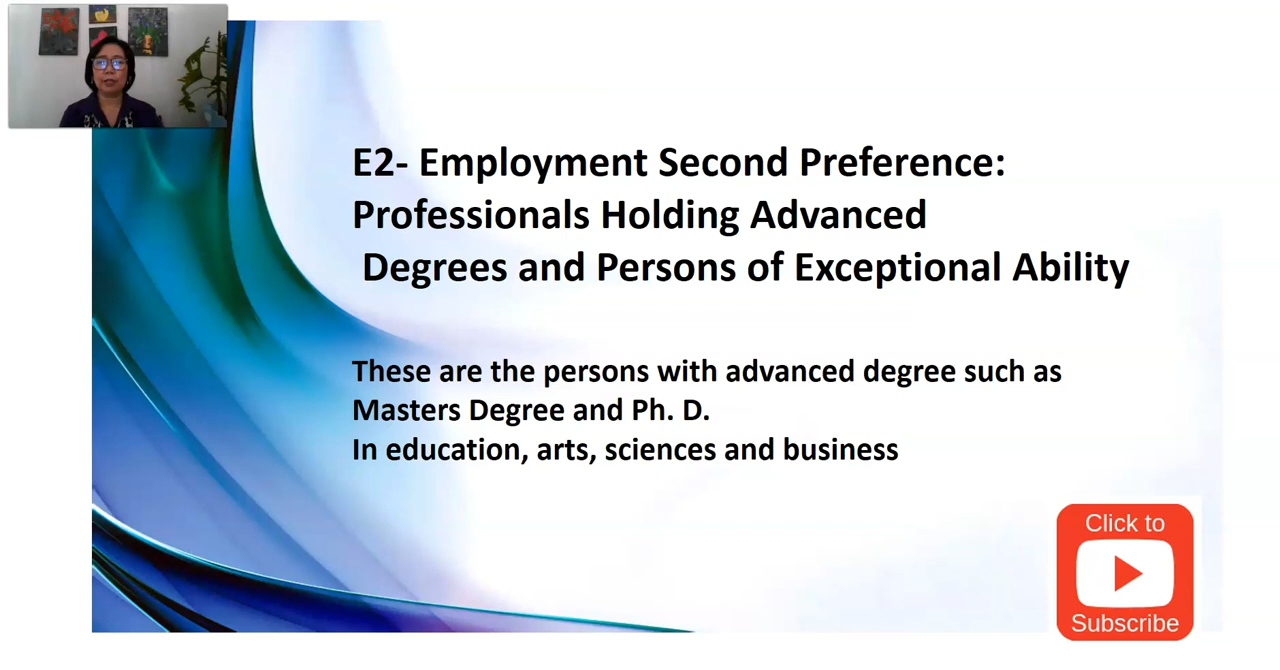 E2- Employment Second Preference:
Professionals Holding Advanced
Degrees and Persons of Exceptional Ability
These are the persons with advanced degree such as
Masters Degree and Ph. D.
In education, arts, sciences and business
Click to
Subscribe